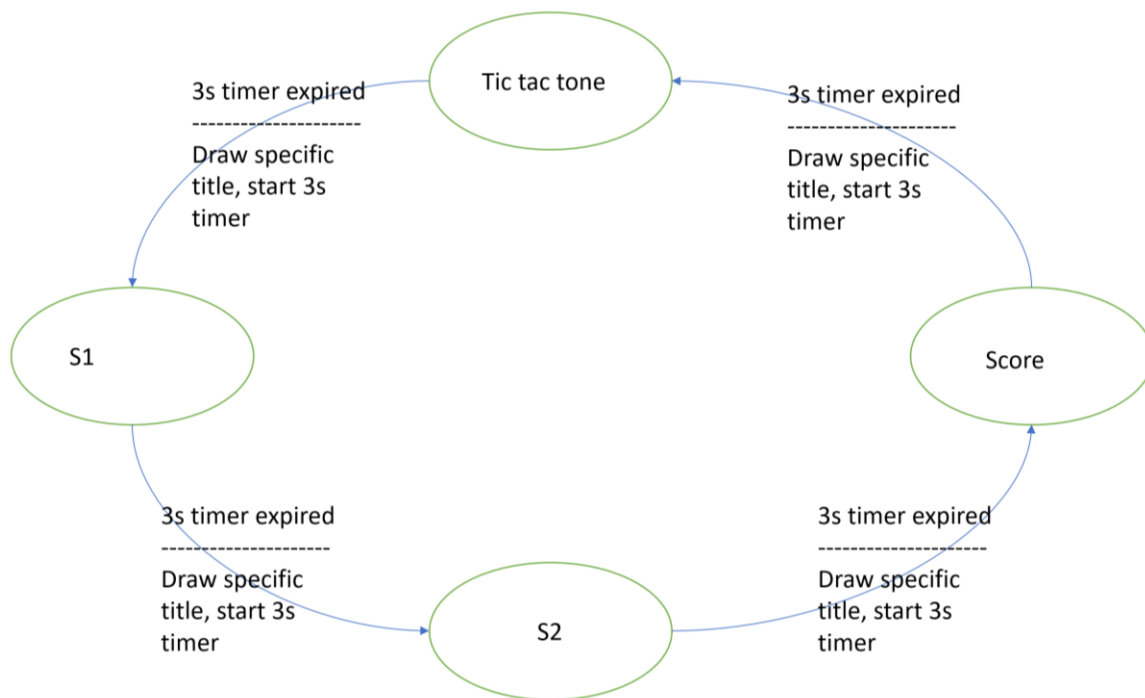 Tic tac tone
3s timer expired
---------------------
Draw specific
title, start 3s
timer
3s timer expired
---------------------
Draw specific
title, start 3s
timer
S1
Score
3s timer expired
---------------------
Draw specific
title, start 3s
timer
3s timer expired
---------------------
Draw specific
title, start 3s
timer
S2